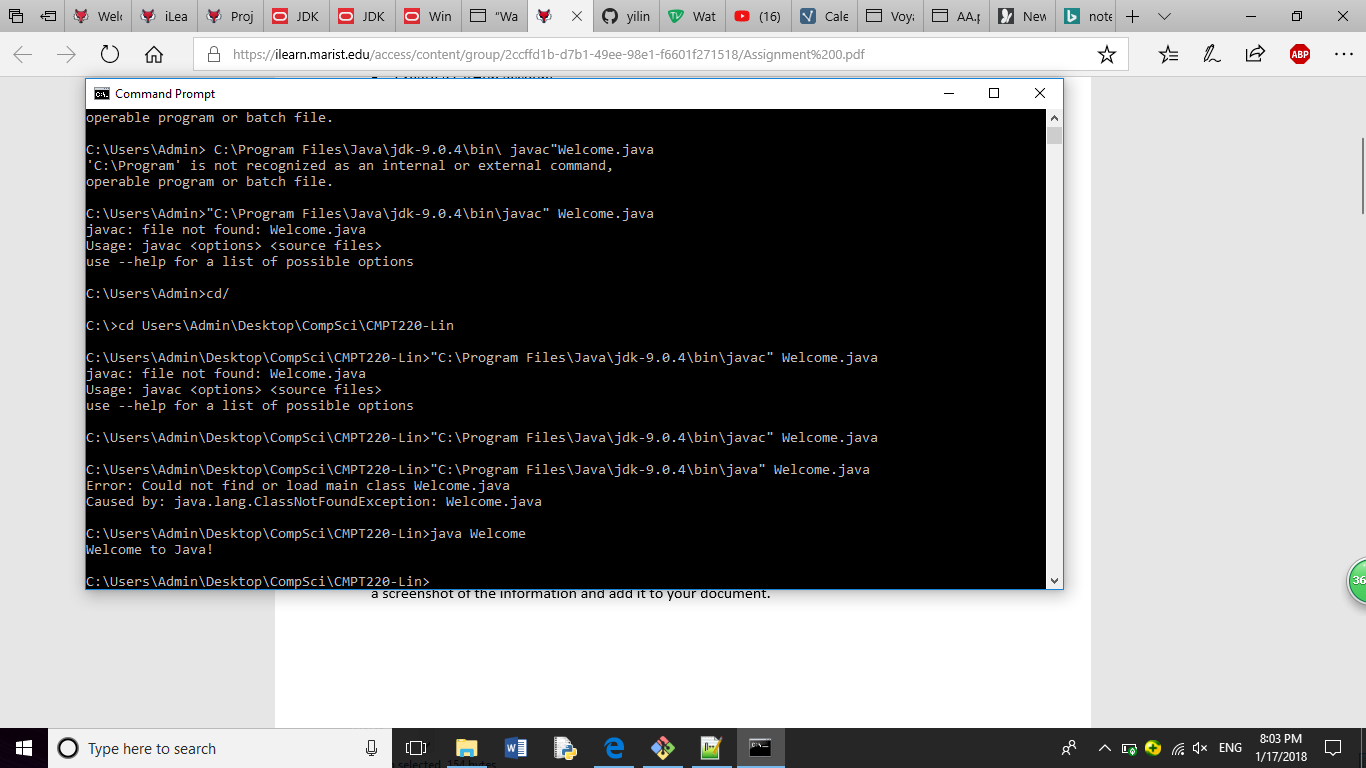 Welc
iLea
Proj
JDK
JDK
Win
"Wa
yilin
Wat
(16)
Cale
Voya
AA.p
New
note
https://ilearn.marist.edu/access/content/group/2ccffd1b-d7b1-49ee-98e1-f6601f271518/Assignment%200.pdf
ABP
Command Prompt
operable program or batch file.
C:\Users\Admin> C:\Program Files\Java\jdk-9.0.4\bin\ javac"Welcome.java
'C:\Program' is not recognized as an internal or external command,
operable program or batch file.
C:\Users\Admin>"C:\Program Files\Java\jdk-9.0.4\bin\javac" Welcome.java
javac: file not found: Welcome.java
Usage: javac <options> <source files>
use --help for a list of possible options
C:\Users\Admin>cd/
C:\>cd Users\Admin\Desktop\CompSci\CMPT220-Lin
C:\Users\Admin\Desktop\CompSci\CMPT220-Lin>"C:\Program Files\Java\jdk-9.0.4\bin\javac" Welcome.java
javac: file not found: Welcome.java
Usage: javac <options> <source files>
use --help for a list of possible options
C:\Users\Admin\Desktop\CompSci\CMPT220-Lin>"C:\Program Files\Java\jdk-9.0.4\bin\javac" Welcome.java
C:\Users\Admin\Desktop\CompSci\CMPT220-Lin>"C:\Program Files\Java\jdk-9.0.4\bin\java" Welcome.java
Error: Could not find or load main class Welcome.java
Caused by: java.lang.ClassNotFoundException: Welcome.java
C:\Users\Admin\Desktop\CompSci\CMPT220-Lin>java Welcome
Welcome to Java!
C:\Users\Admin\Desktop\CompSci\CMPT220-Lin>
36
a screenshot of the information and add it to your document.
Type here to search
selected 154 bytes
ENG
8:03 PM
1/17/2018